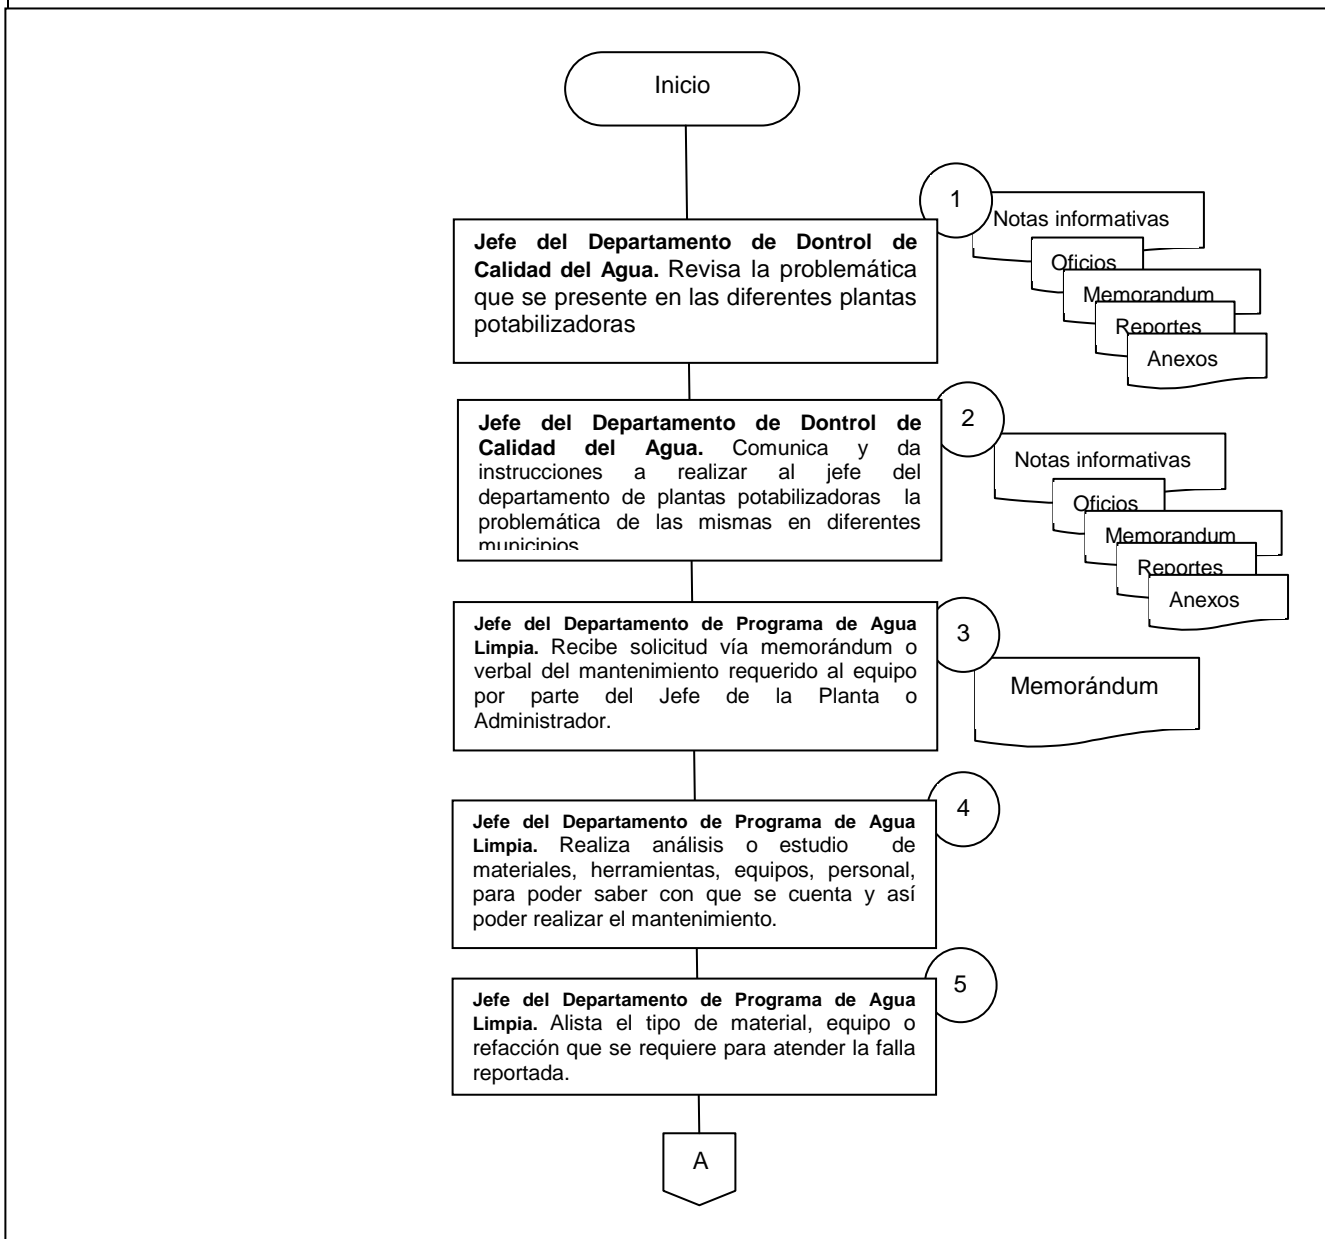 Inicio
1
Notas informativas
Oficios
Memorandum
Reportes
Anexos
Jefe del Departamento de Dontrol de
Calidad del Agua. Revisa la problemática
que se presente en las diferentes plantas
potabilizadoras
2
Notas informativas
Oficios
Memorandum
Reportes
Anexos
Jefe del Departamento de Dontrol de
Calidad del Agua. Comunica y da
instrucciones a realizar al jefe del
departamento de plantas potabilizadoras la
problemática de las mismas en diferentes
municipios
3
Memorándum
Jefe del Departamento de Programa de Agua
Limpia. Recibe solicitud vía memorándum o
verbal del mantenimiento requerido al equipo
por parte del Jefe de la Planta o
Administrador.
4
Jefe del Departamento de Programa de Agua
Limpia. Realiza análisis o estudio de
materiales, herramientas, equipos, personal,
para poder saber con que se cuenta y así
poder realizar el mantenimiento.
5
Jefe del Departamento de Programa de Agua
Limpia. Alista el tipo de material, equipo o
refacción que se requiere para atender la falla
reportada.
A